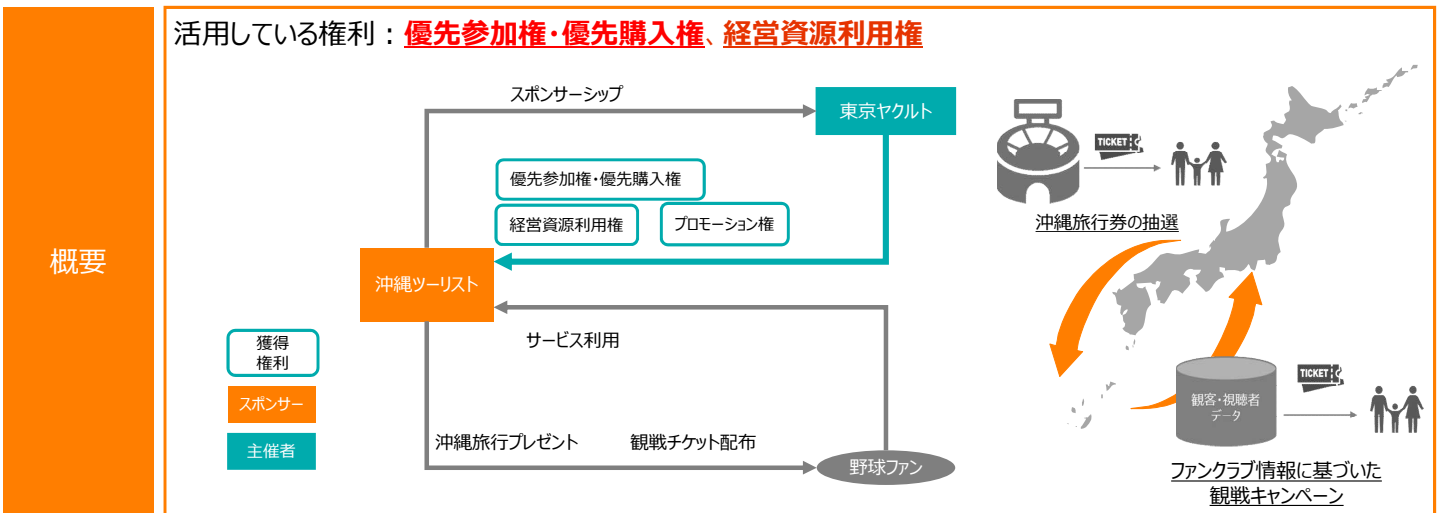 概要
活用している権利：優先参加権・優先購入権、経営資源利用権
スポンサーシップ
東京ヤクルト
優先参加権・優先購入権
経営資源利用権
プロモーション権
沖縄ツーリスト
サービス利用
獲得
権利
スポンサー
主催者
沖縄旅行プレゼント
観戦チケット配布
野球ファン
TICKET
沖縄旅行券の抽選
観客・視聴者
データ
TICKET
ファンクラブ情報に基づいた
観戦キャンペーン